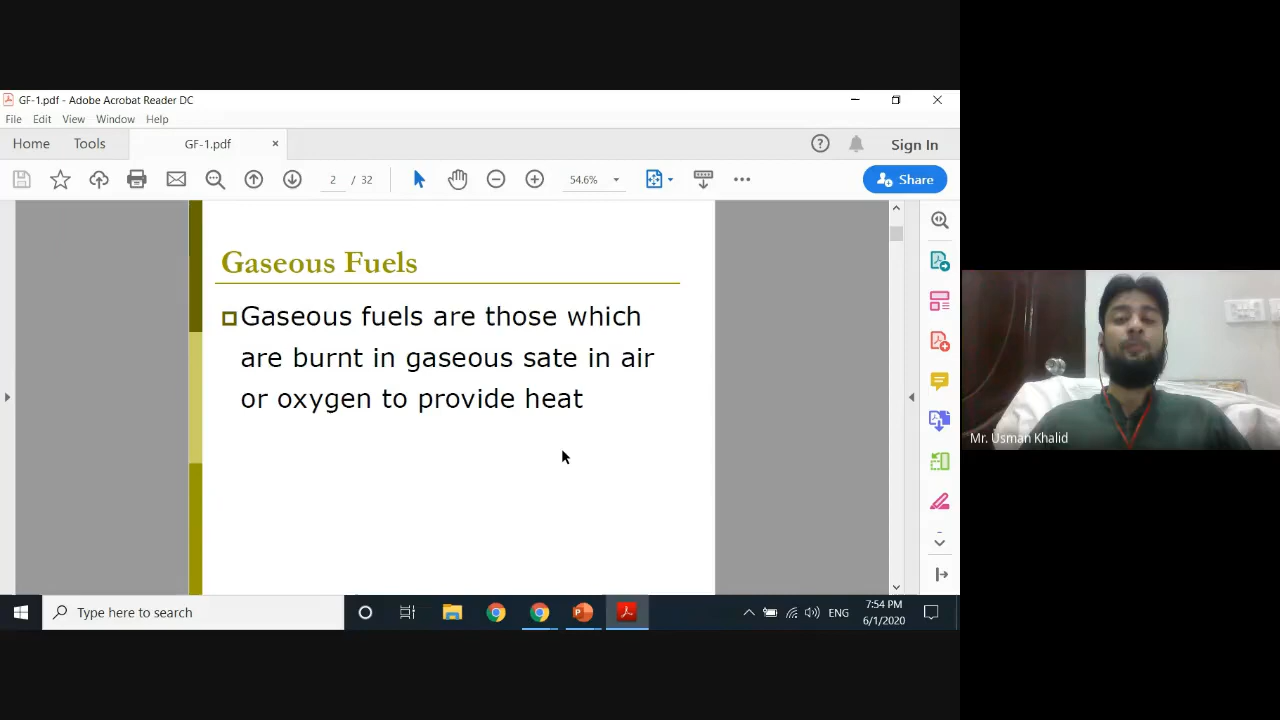 GF-1.pdf - Adobe Acrobat Reader DC
File Edit View Window Help
Home Tools GF-1.pdf × Sign In
2 / 32 54.6% Share
Gaseous Fuels
Gaseous fuels are those which
are burnt in gaseous sate in air
or oxygen to provide heat
Mr. Usman Khalid
Type here to search ENG 7:54 PM
6/1/2020